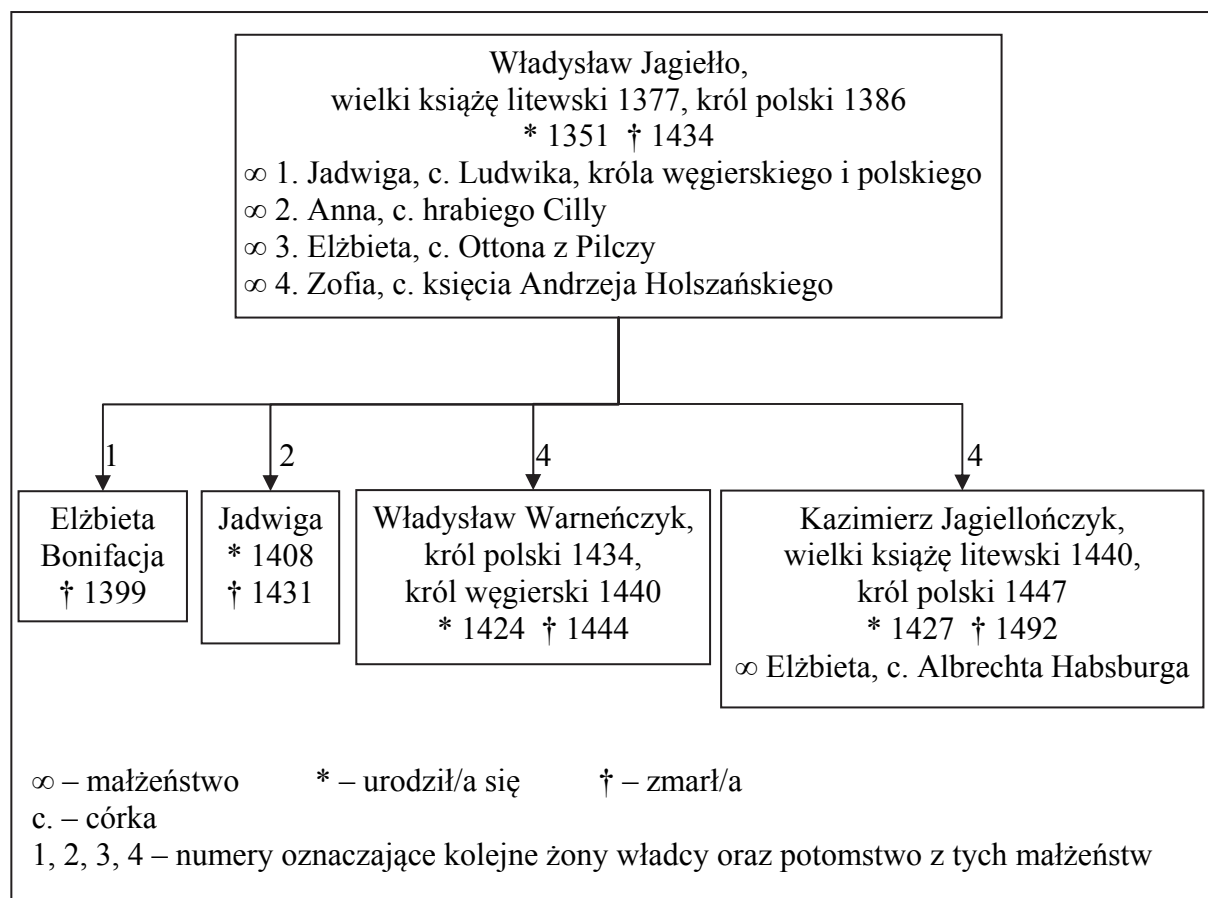 Władysław Jagiełło,
wielki książę litewski 1377, król polski 1386
* 1351 † 1434
∞ 1. Jadwiga, c. Ludwika, króla węgierskiego i polskiego
∞ 2. Anna, c. hrabiego Cilly
∞ 3. Elżbieta, c. Ottona z Pilczy
∞ 4. Zofia, c. księcia Andrzeja Holszańskiego
1
2
4
4
Elżbieta
Bonifacja
† 1399
Jadwiga
* 1408
† 1431
Władysław Warneńczyk,
król polski 1434,
król węgierski 1440
* 1424 † 1444
Kazimierz Jagiellończyk,
wielki książę litewski 1440,
król polski 1447
* 1427 † 1492
∞ Elżbieta, c. Albrechta Habsburga
∞ – małżeństwo * – urodził/a się † – zmarł/a
c. – córka
1, 2, 3, 4 – numery oznaczające kolejne żony władcy oraz potomstwo z tych małżeństw